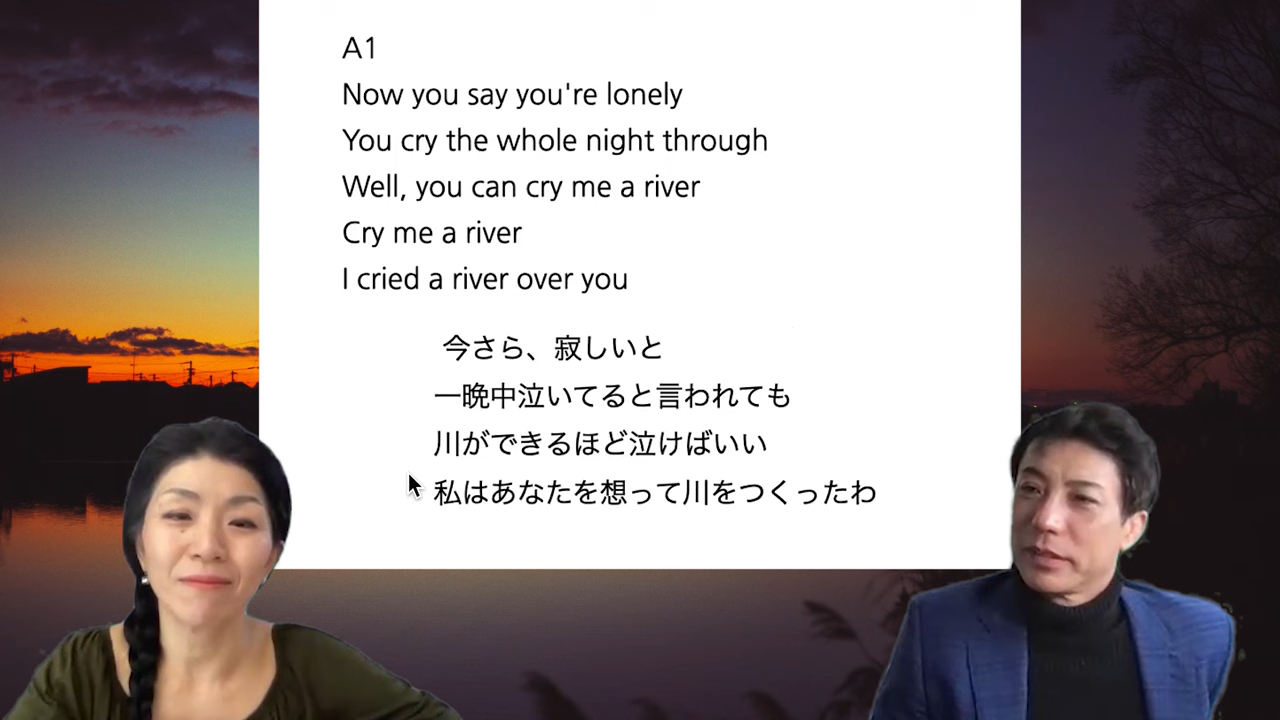 A1
Now you say you're lonely
You cry the whole night through
Well, you can cry me a river
Cry me a river
I cried a river over you
今さら、寂しいと
一晩中泣いてると言われても
川ができるほど泣けばいい
私はあなたを想って川をつくったわ